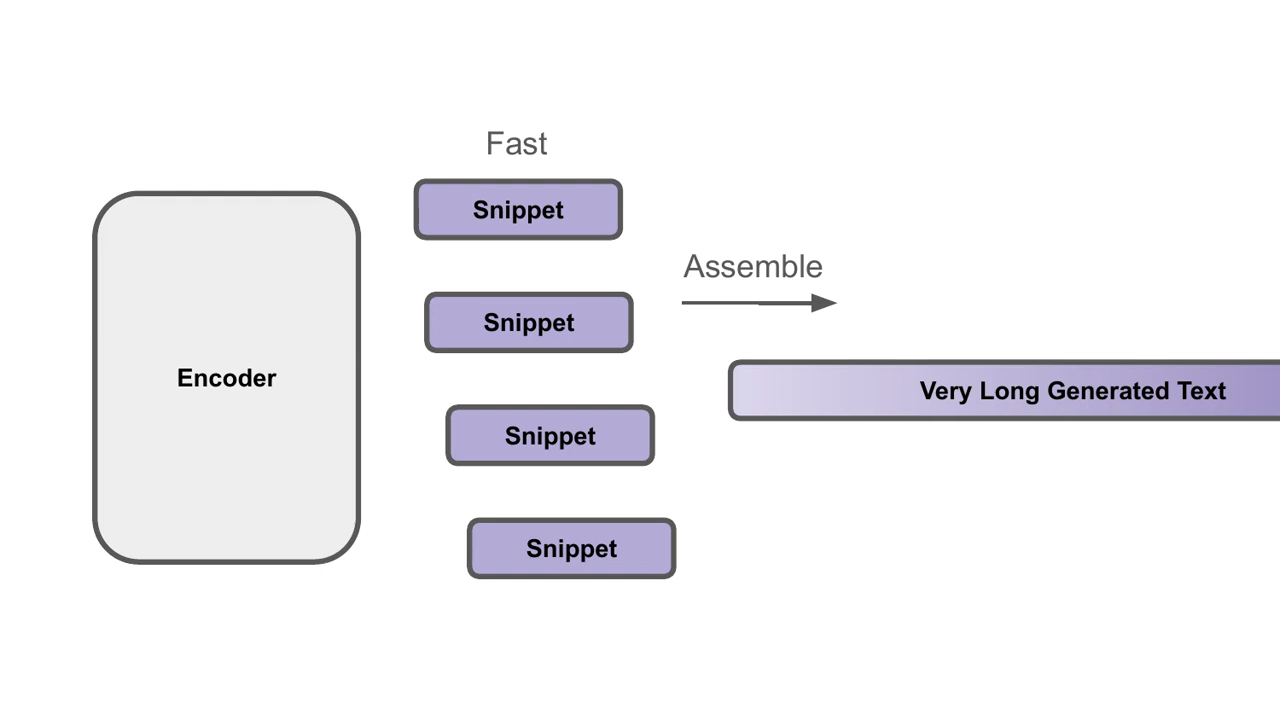 Fast
Snippet
Assemble
Snippet
Encoder
Very Long Generated Text
Snippet
Snippet